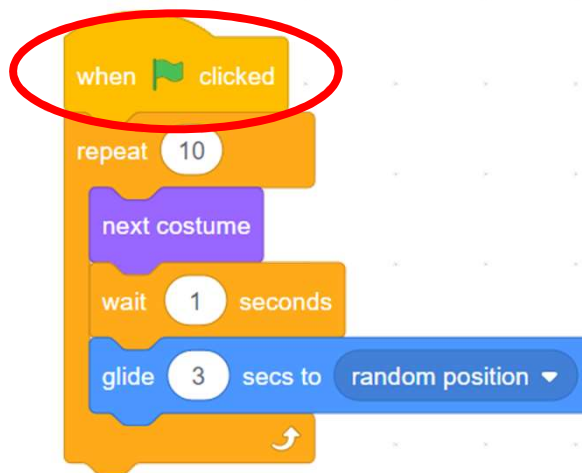 when clicked
repeat 10
next costume
wait 1 seconds
glide 3 secs to random position